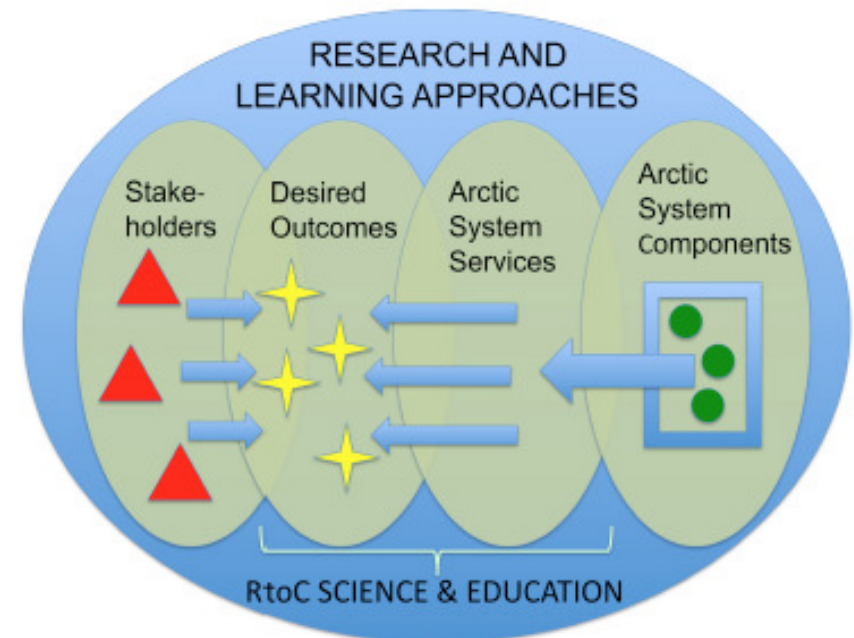 RESEARCH AND
LEARNING APPROACHES
Stake-
holders
Desired
Outcomes
Arctic
System
Services
Arctic
System
Components
RtoC SCIENCE & EDUCATION